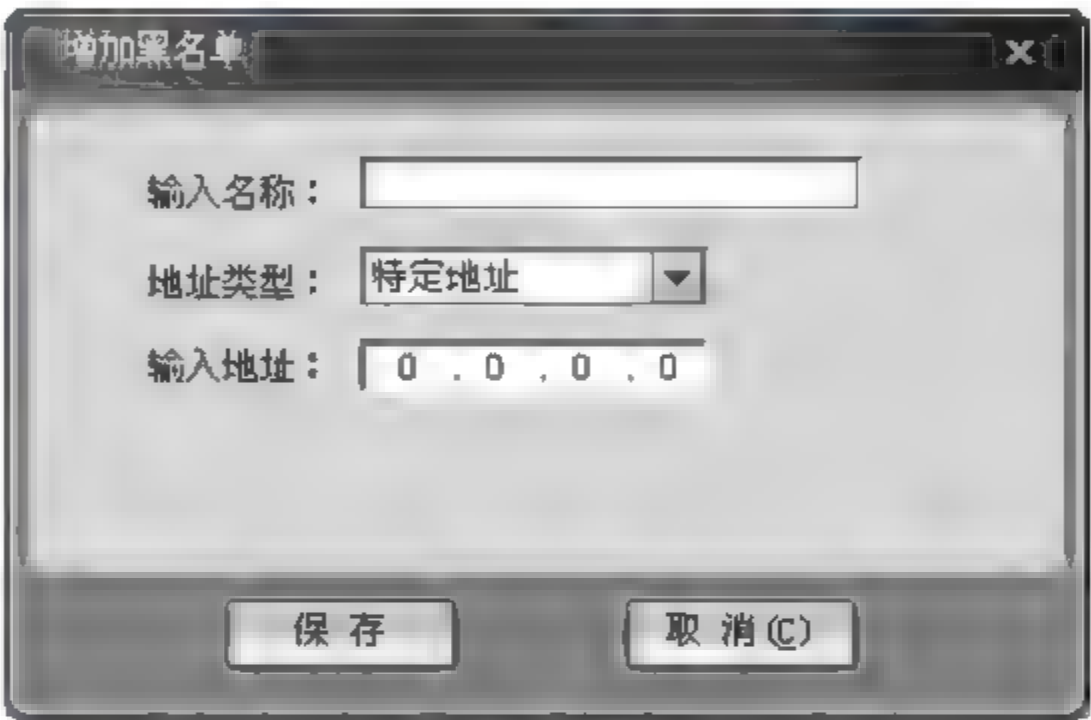 增加黑名单
输入名称：
地址类型： 特定地址
输入地址： 0 . 0 . 0 . 0
保 存 取 消(C)